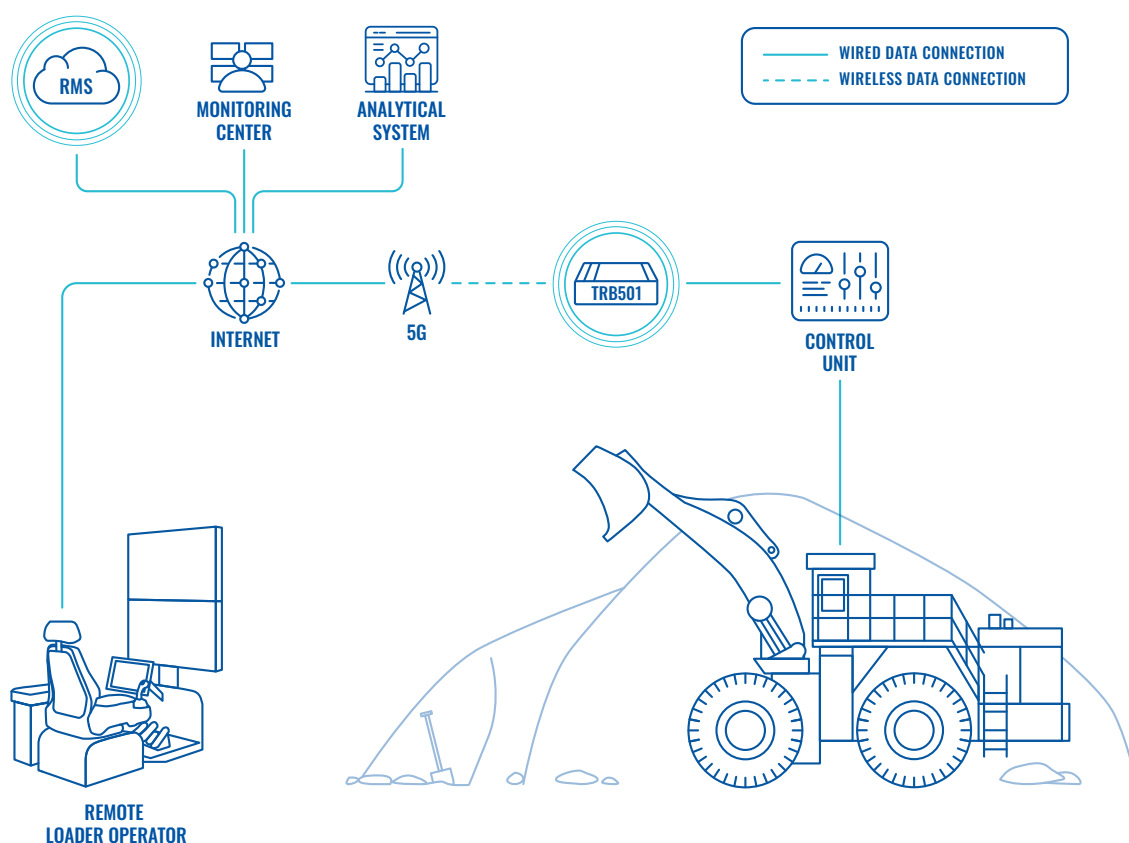 RMS
MONITORING
CENTER
ANALYTICAL
SYSTEM
WIRED DATA CONNECTION
WIRELESS DATA CONNECTION
INTERNET
5G
TRB501
CONTROL
UNIT
REMOTE
LOADER OPERATOR